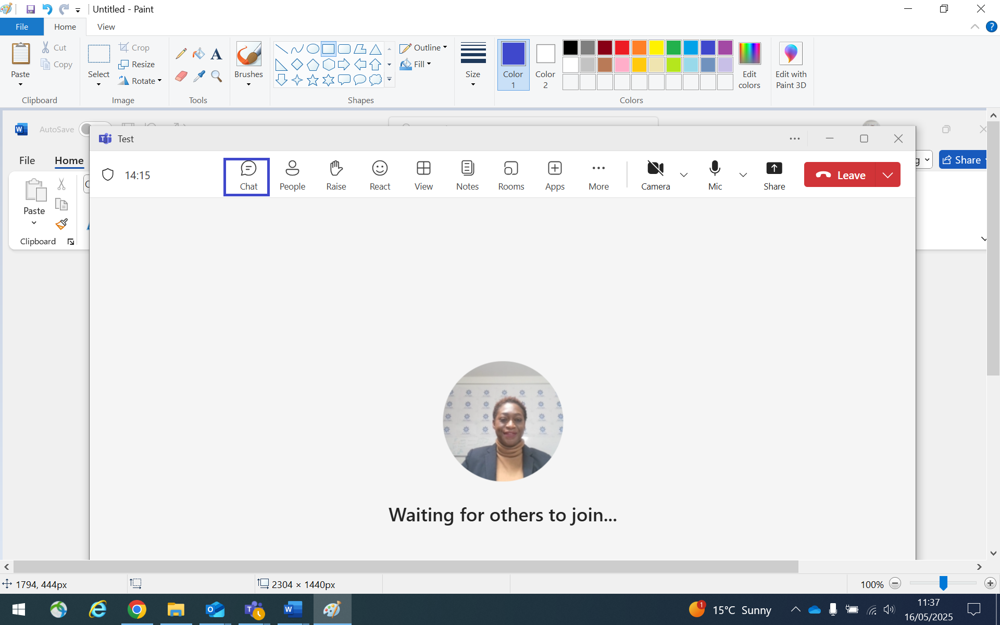 Untitled - Paint
File Home View
Paste Cut Copy Select Crop Resize Rotate A Brushes Outline Fill Size Color 1 Color 2 Edit colors Edit with Paint 3D
Clipboard Image Tools Shapes Colors
AutoSave
Test
File Home Share
14:15 Chat People Raise React View Notes Rooms Apps More Camera Mic Share Leave
Paste
Clipboard
Waiting for others to join...
1794, 444px 2304 × 1440px 100%
1 15°C Sunny 11:37
16/05/2025